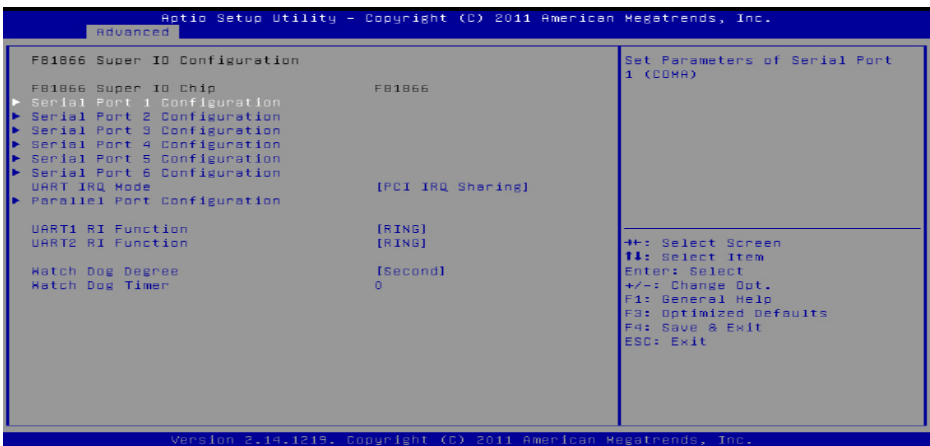 Aptio Setup Utility - Copyright (C) 2011 American Megatrends, Inc.
Advanced
F81866 Super IO Configuration
F81866 Super IO Chip F81866
Serial Port 1 Configuration
Serial Port 2 Configuration
Serial Port 3 Configuration
Serial Port 4 Configuration
Serial Port 5 Configuration
Serial Port 6 Configuration
UART IRQ Mode [PCI IRQ Sharing]
Parallel Port Configuration
UART1 RI Function [RING]
UART2 RI Function [RING]
Watch Dog Degree [Second]
Watch Dog Timer 0
Set Parameters of Serial Port
1 (COMA)
→←: Select Screen
↑↓: Select Item
Enter: Select
+/-: Change Opt.
F1: General Help
F3: Optimized Defaults
F4: Save & Exit
ESC: Exit
Version 2.14.1219. Copyright (C) 2011 American Megatrends, Inc.